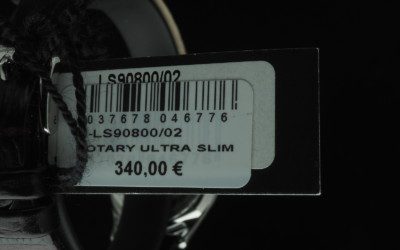 LS90800/02
037678 046776
-LS90800/02
OTARY ULTRA SLIM
340,00 €